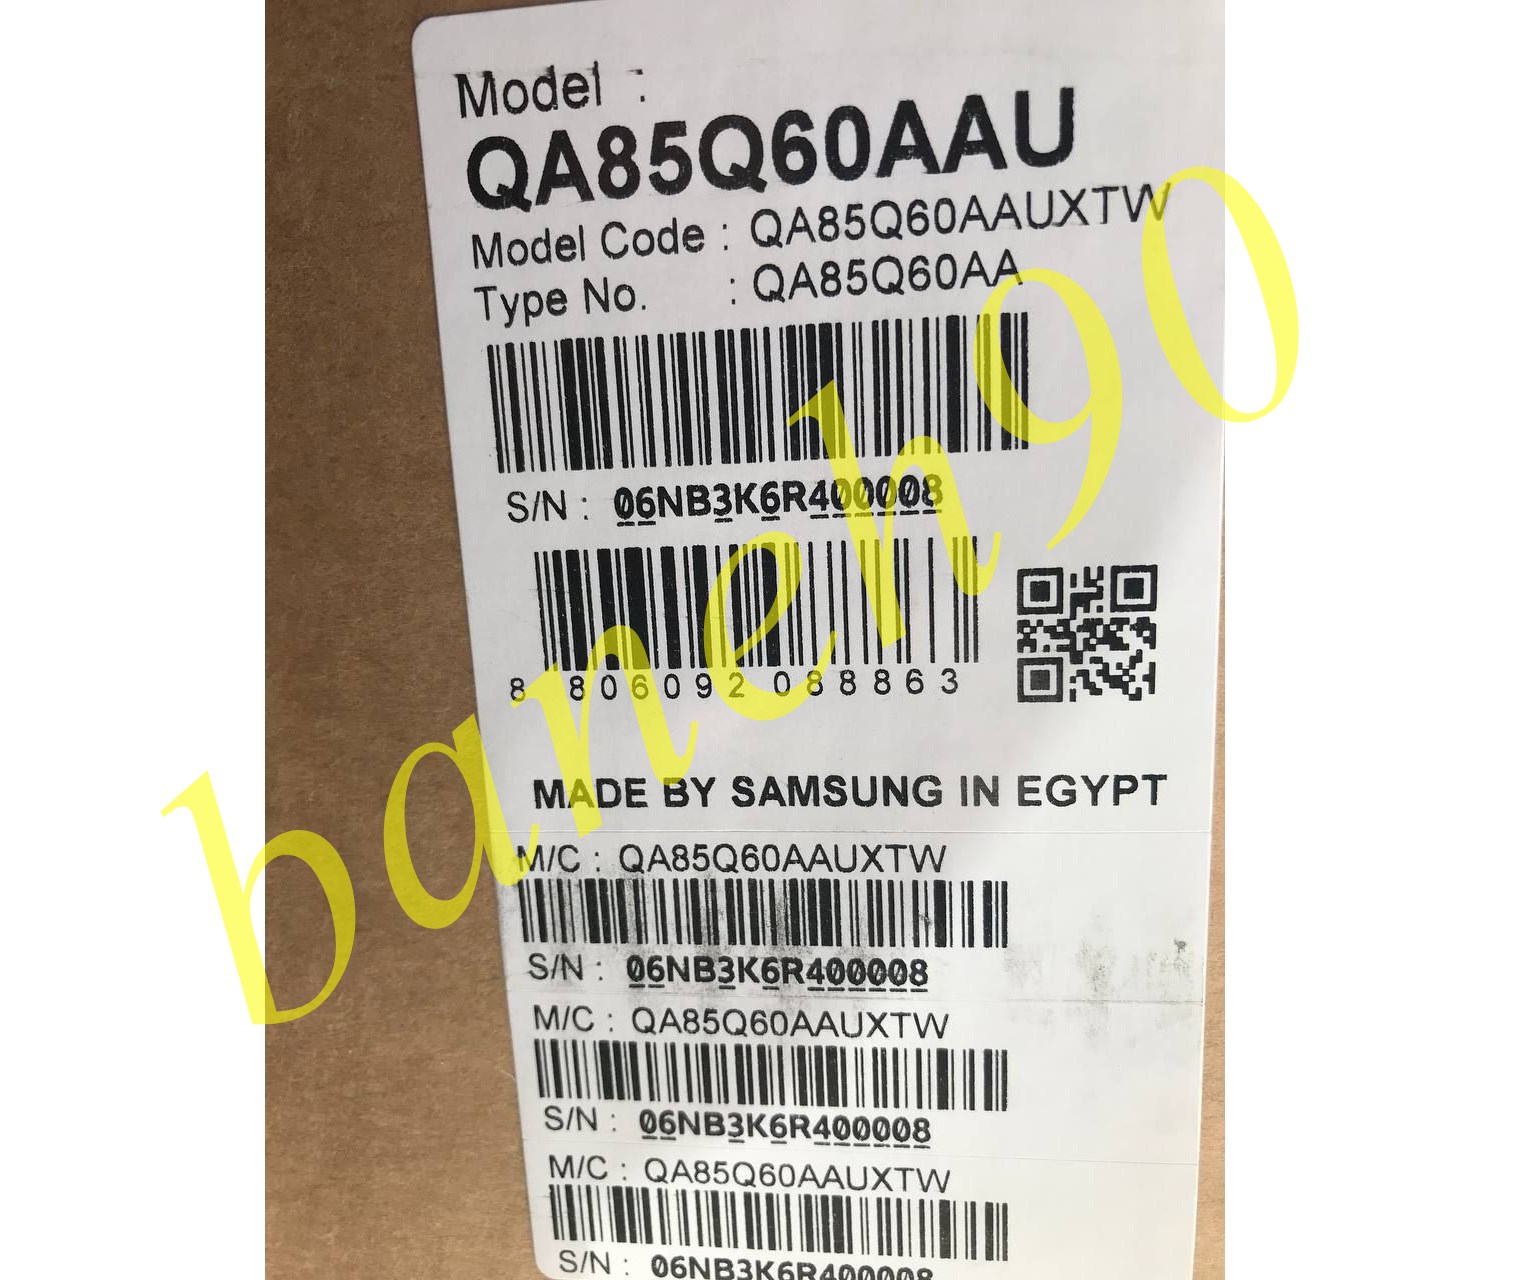 Model :
QA85Q60AAU
Model Code : QA85Q60AAUXTW
Type No. : QA85Q60AA
S/N : 06NB3K6R400008
8 806092 088863
MADE BY SAMSUNG IN EGYPT
M/C : QA85Q60AAUXTW
S/N : 06NB3K6R400008
M/C : QA85Q60AAUXTW
S/N : 06NB3K6R400008
M/C : QA85Q60AAUXTW
S/N : 06NB3K6R400008
baneh90